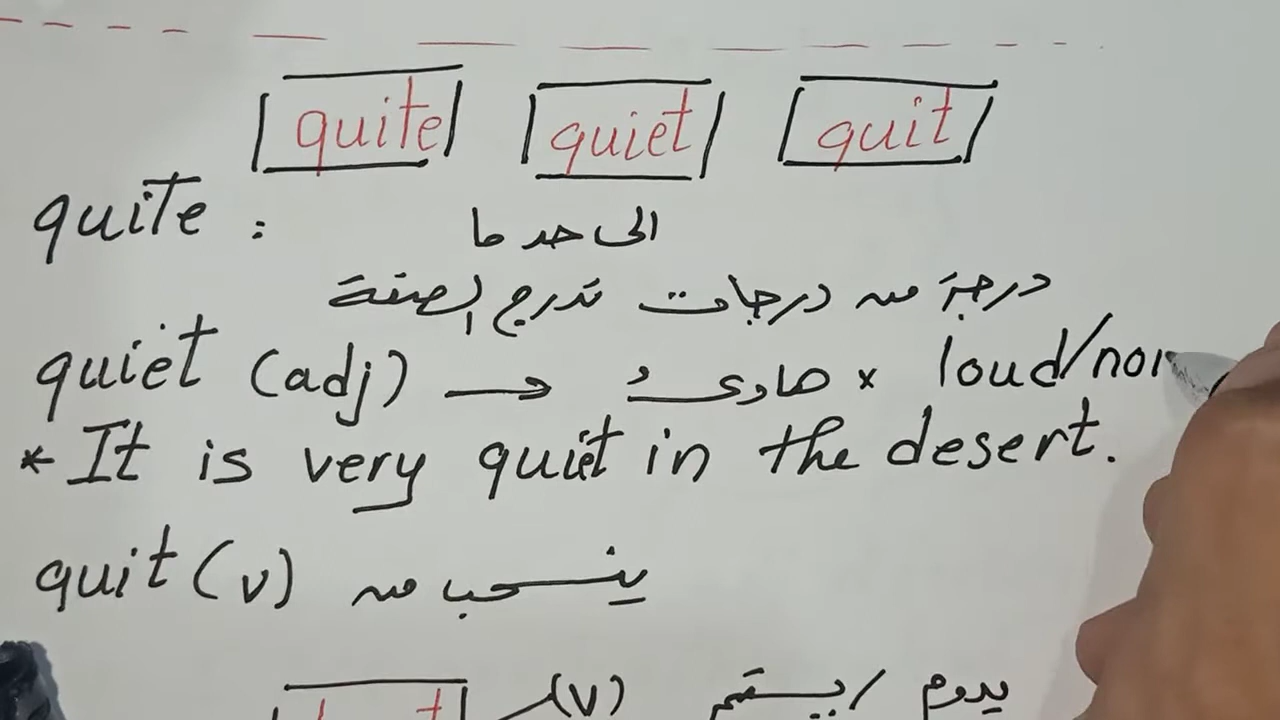 quite quiet quit
quite : الى حد ما
درجة من درجات تدرج الصفة
quiet (adj) → هادئ × loud/noi
* It is very quiet in the desert.
quit (v) ينسحب من
(v) يدوم / يستمر